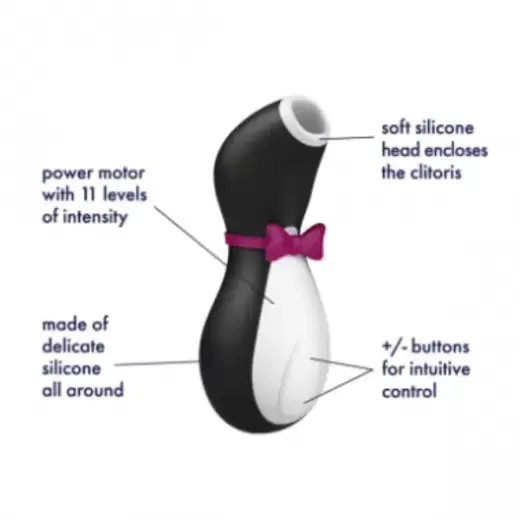 soft silicone
head encloses
the clitoris
power motor
with 11 levels
of intensity
made of
delicate
silicone
all around
+/- buttons
for intuitive
control